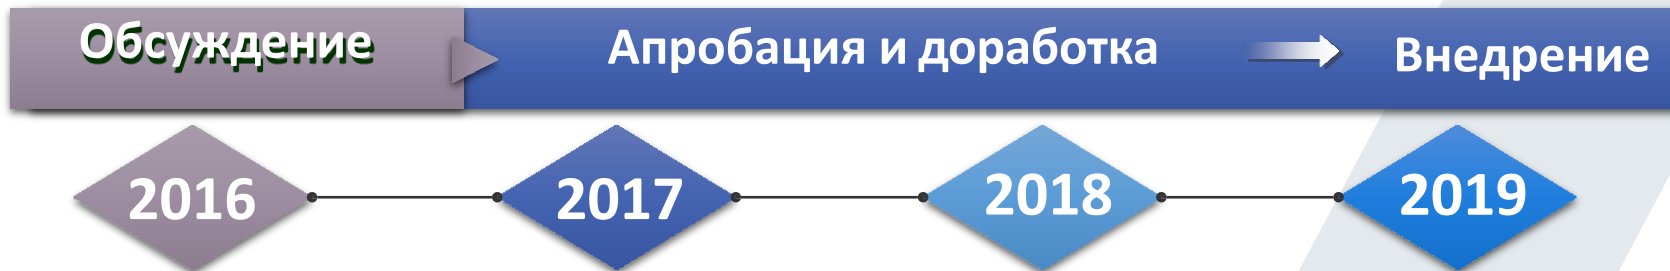 Обсуждение
Апробация и доработка
Внедрение
2016
2017
2018
2019